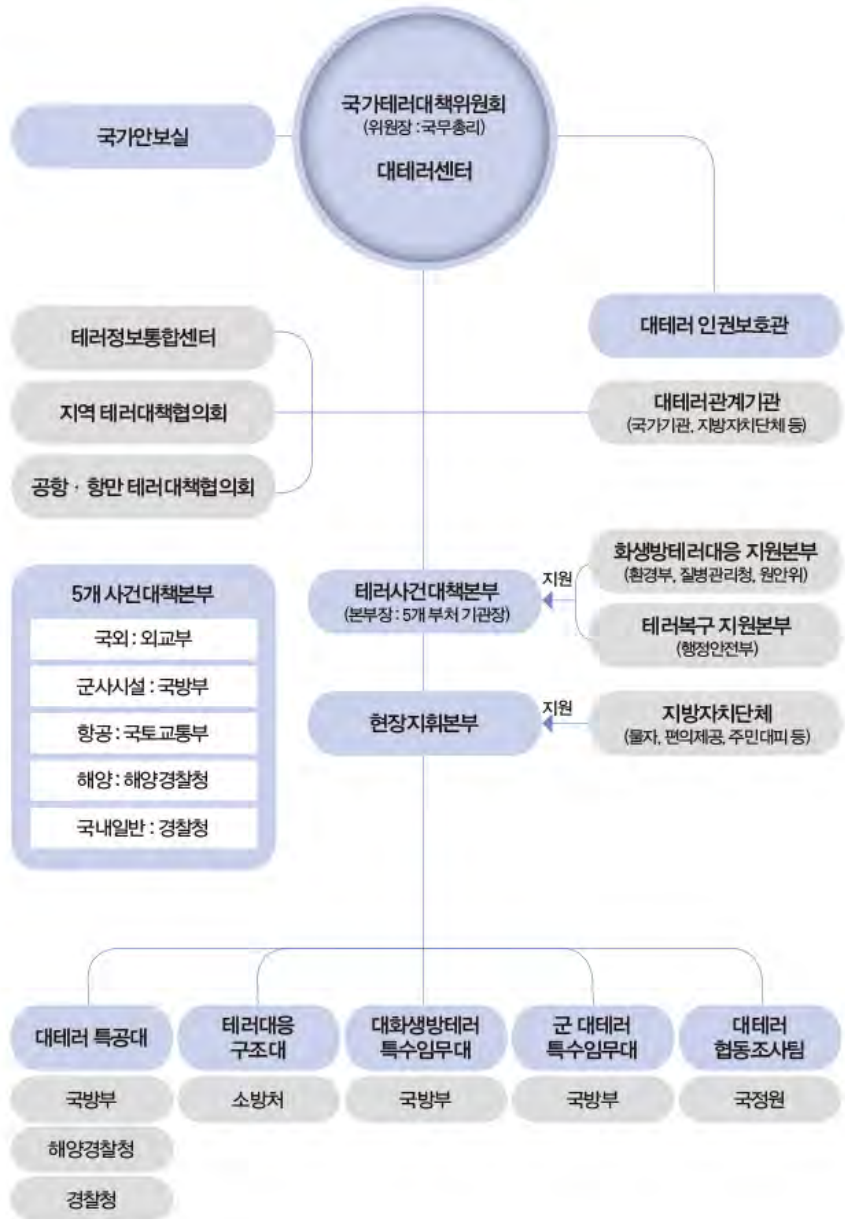 국가테러대책위원회
(위원장 : 국무총리)
대테러센터
국가안보실
대테러 인권보호관
테러정보통합센터
지역 테러대책협의회
공항 · 항만 테러대책협의회
대테러관계기관
(국가기관, 지방자치단체 등)
5개 사건대책본부
국외 : 외교부
군사시설 : 국방부
항공 : 국토교통부
해양 : 해양경찰청
국내일반 : 경찰청
테러사건대책본부
(본부장 : 5개 부처 기관장)
지원
화생방테러대응 지원본부
(환경부, 질병관리청, 원안위)
테러복구 지원본부
(행정안전부)
현장지휘본부
지원
지방자치단체
(물자, 편의제공, 주민대피 등)
대테러 특공대
국방부
해양경찰청
경찰청
테러대응
구조대
소방처
대화생방테러
특수임무대
국방부
군 대테러
특수임무대
국방부
대테러
협동조사팀
국정원